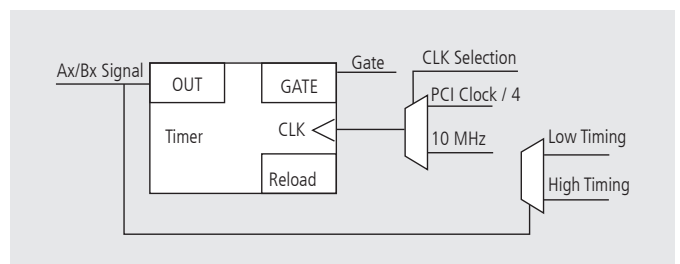 Ax/Bx Signal
OUT
GATE
Gate
CLK Selection
PCI Clock / 4
Timer
CLK
10 MHz
Low Timing
Reload
High Timing